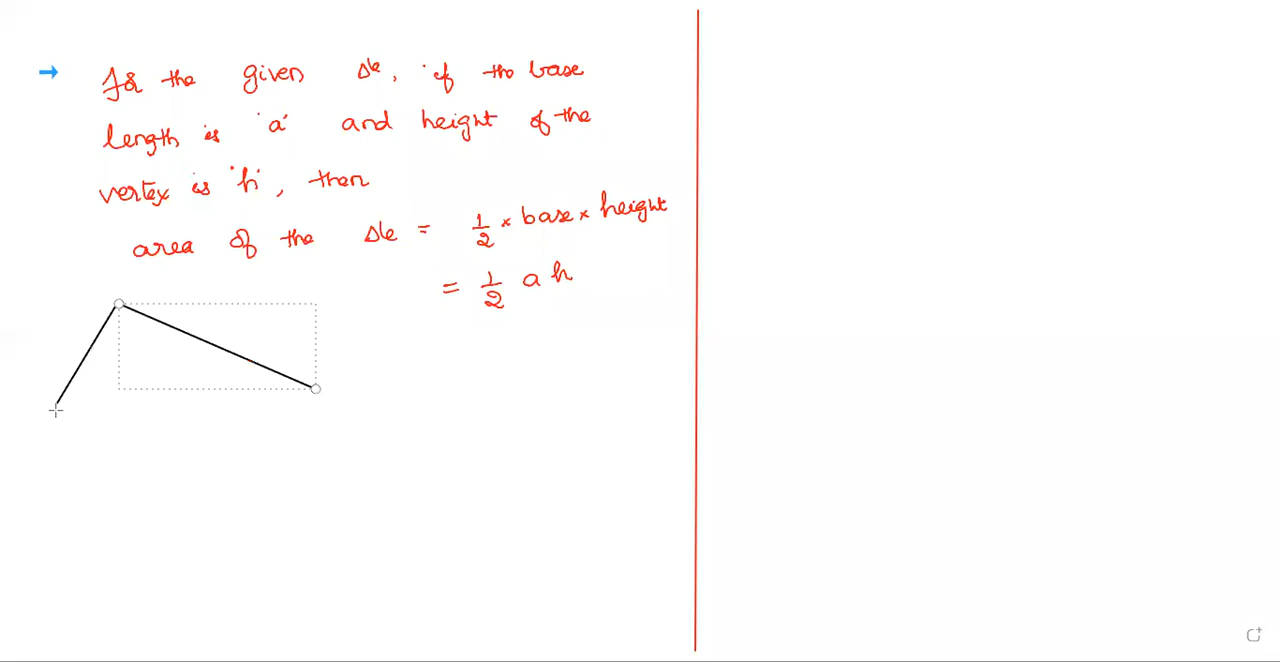 → for the given Δle, if the base
length is 'a' and height of the
vertex is 'h', then
area of the Δle = 1/2 × base × height
= 1/2 a h